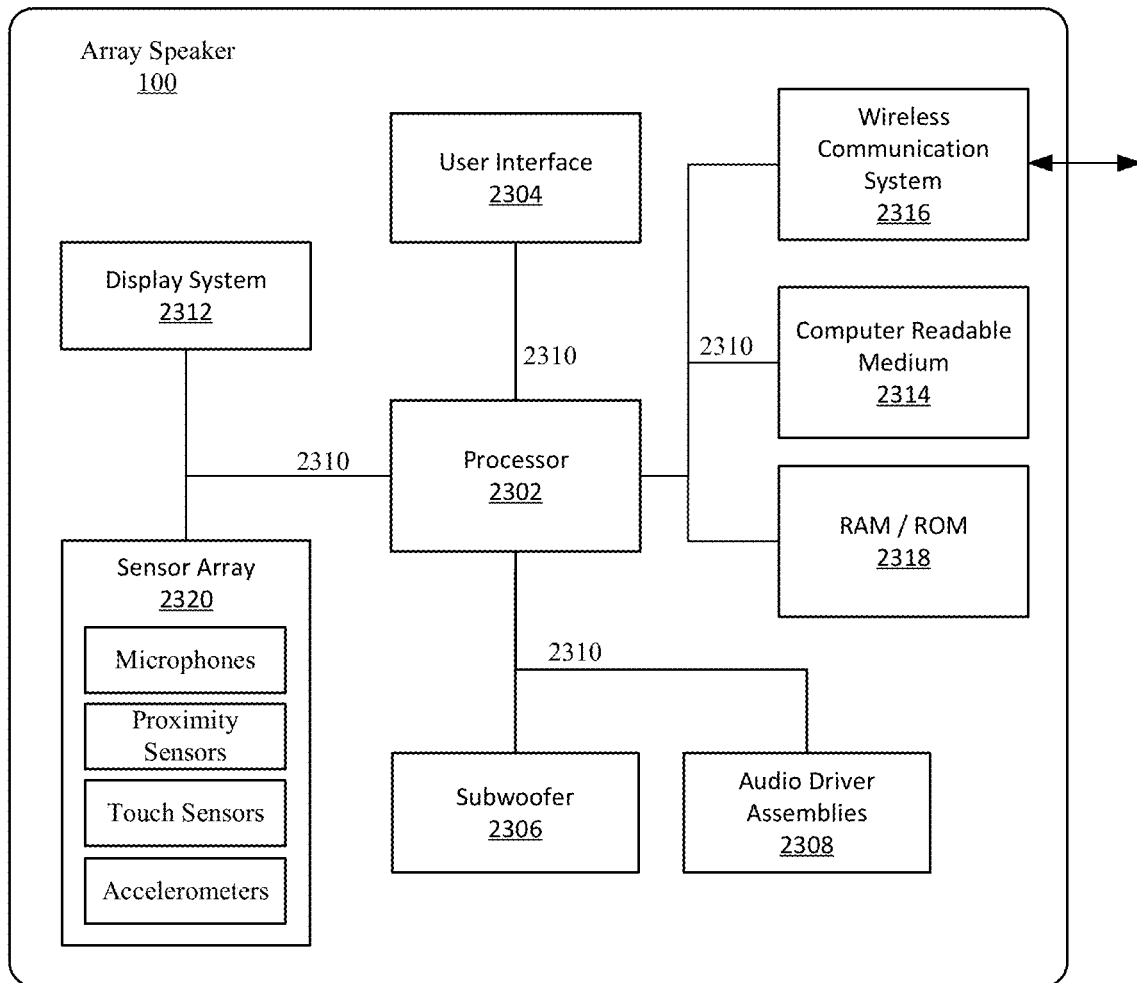 Array Speaker
100
User Interface
2304
Wireless
Communication
System
2316
Display System
2312
2310
2310
Computer Readable
Medium
2314
2310
Processor
2302
RAM / ROM
2318
Sensor Array
2320
Microphones
Proximity
Sensors
Touch Sensors
Accelerometers
2310
Subwoofer
2306
Audio Driver
Assemblies
2308